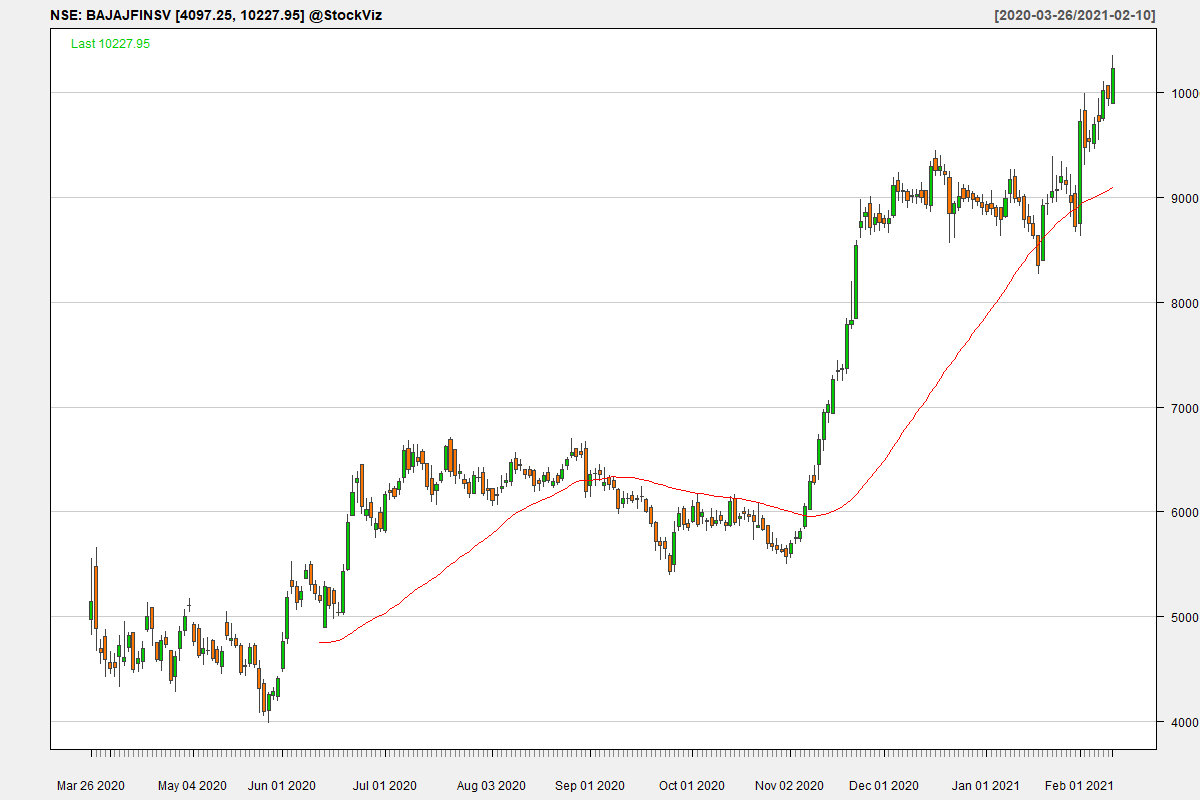 NSE: BAJAJFINSV [4097.25, 10227.95] @StockViz [2020-03-26/2021-02-10]
Last 10227.95
10000
9000
8000
7000
6000
5000
4000
Mar 26 2020 May 04 2020 Jun 01 2020 Jul 01 2020 Aug 03 2020 Sep 01 2020 Oct 01 2020 Nov 02 2020 Dec 01 2020 Jan 01 2021 Feb 01 2021